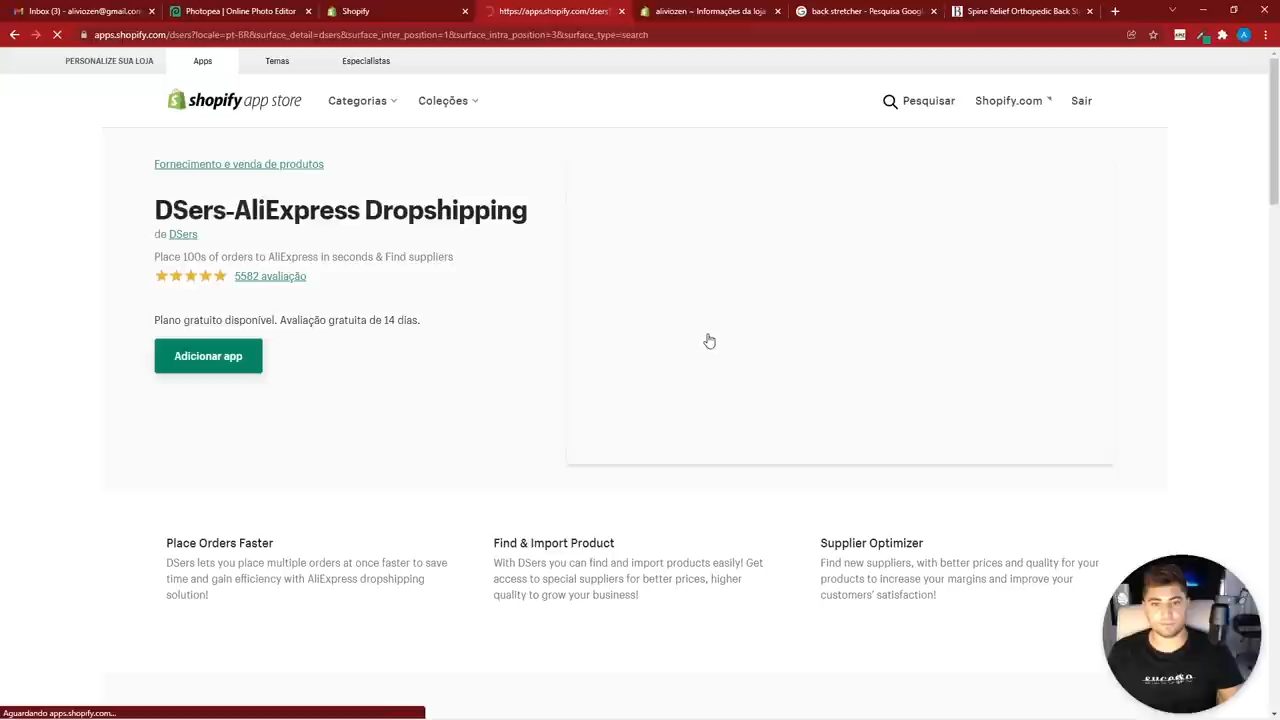 Inbox (3) - aliviozen@gmail.com
Photopea | Online Photo Editor
Shopify
https://apps.shopify.com/dsers
aliviozen ~ Informações da loja
back stretcher - Pesquisa Goog
Spine Relief Orthopedic Back St
apps.shopify.com/dsers?locale=pt-BR&surface_detail=dsers&surface_inter_position=1&surface_intra_position=3&surface_type=search
PERSONALIZE SUA LOJA
Apps
Temas
Especialistas
shopify app store
Categorias
Coleções
Pesquisar
Shopify.com
Sair
Fornecimento e venda de produtos
DSers-AliExpress Dropshipping
de DSers
Place 100s of orders to AliExpress in seconds & Find suppliers
5582 avaliação
Plano gratuito disponível. Avaliação gratuita de 14 dias.
Adicionar app
Place Orders Faster
DSers lets you place multiple orders at once faster to save
time and gain efficiency with AliExpress dropshipping
solution!
Find & Import Product
With DSers you can find and import products easily! Get
access to special suppliers for better prices, higher
quality to grow your business!
Supplier Optimizer
Find new suppliers, with better prices and quality for your
products to increase your margins and improve your
customers' satisfaction!
Aguardando apps.shopify.com...